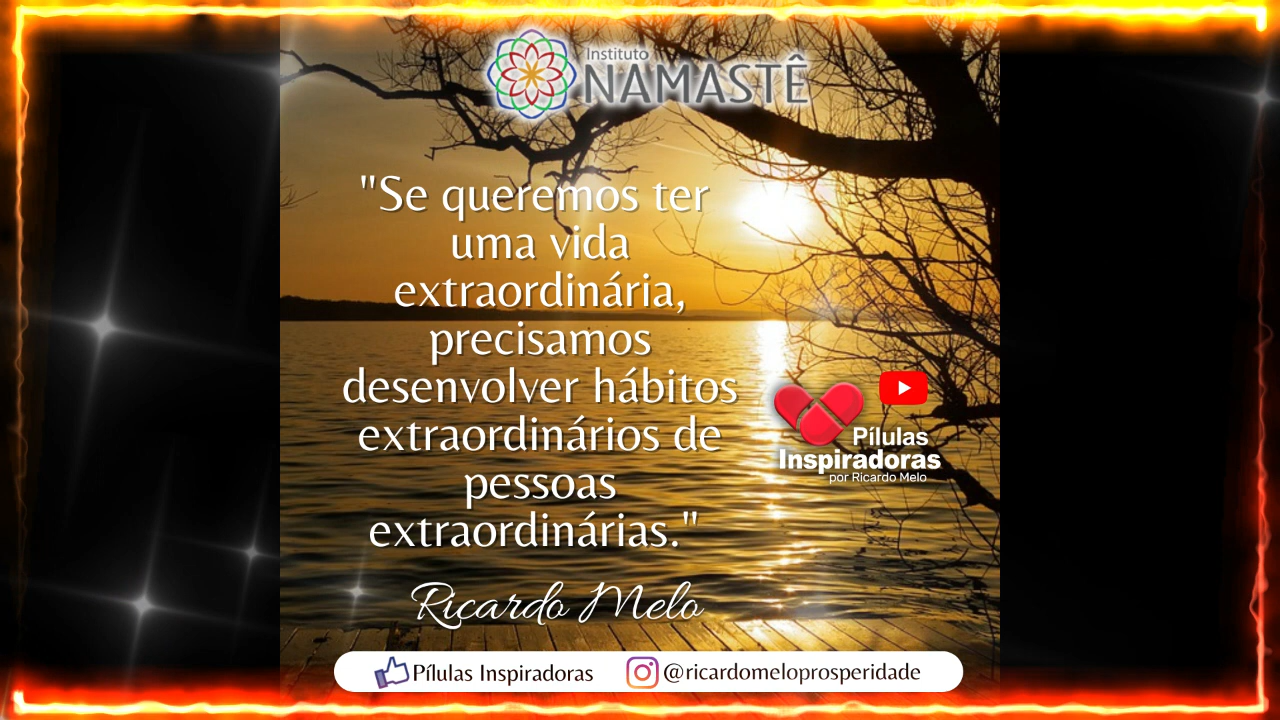 Instituto
NAMASTÊ
"Se queremos ter
uma vida
extraordinária,
precisamos
desenvolver hábitos
extraordinários de
pessoas
extraordinárias."
Pílulas
Inspiradoras
por Ricardo Melo
Ricardo Melo
Pílulas Inspiradoras
@ricardomeloprosperidade